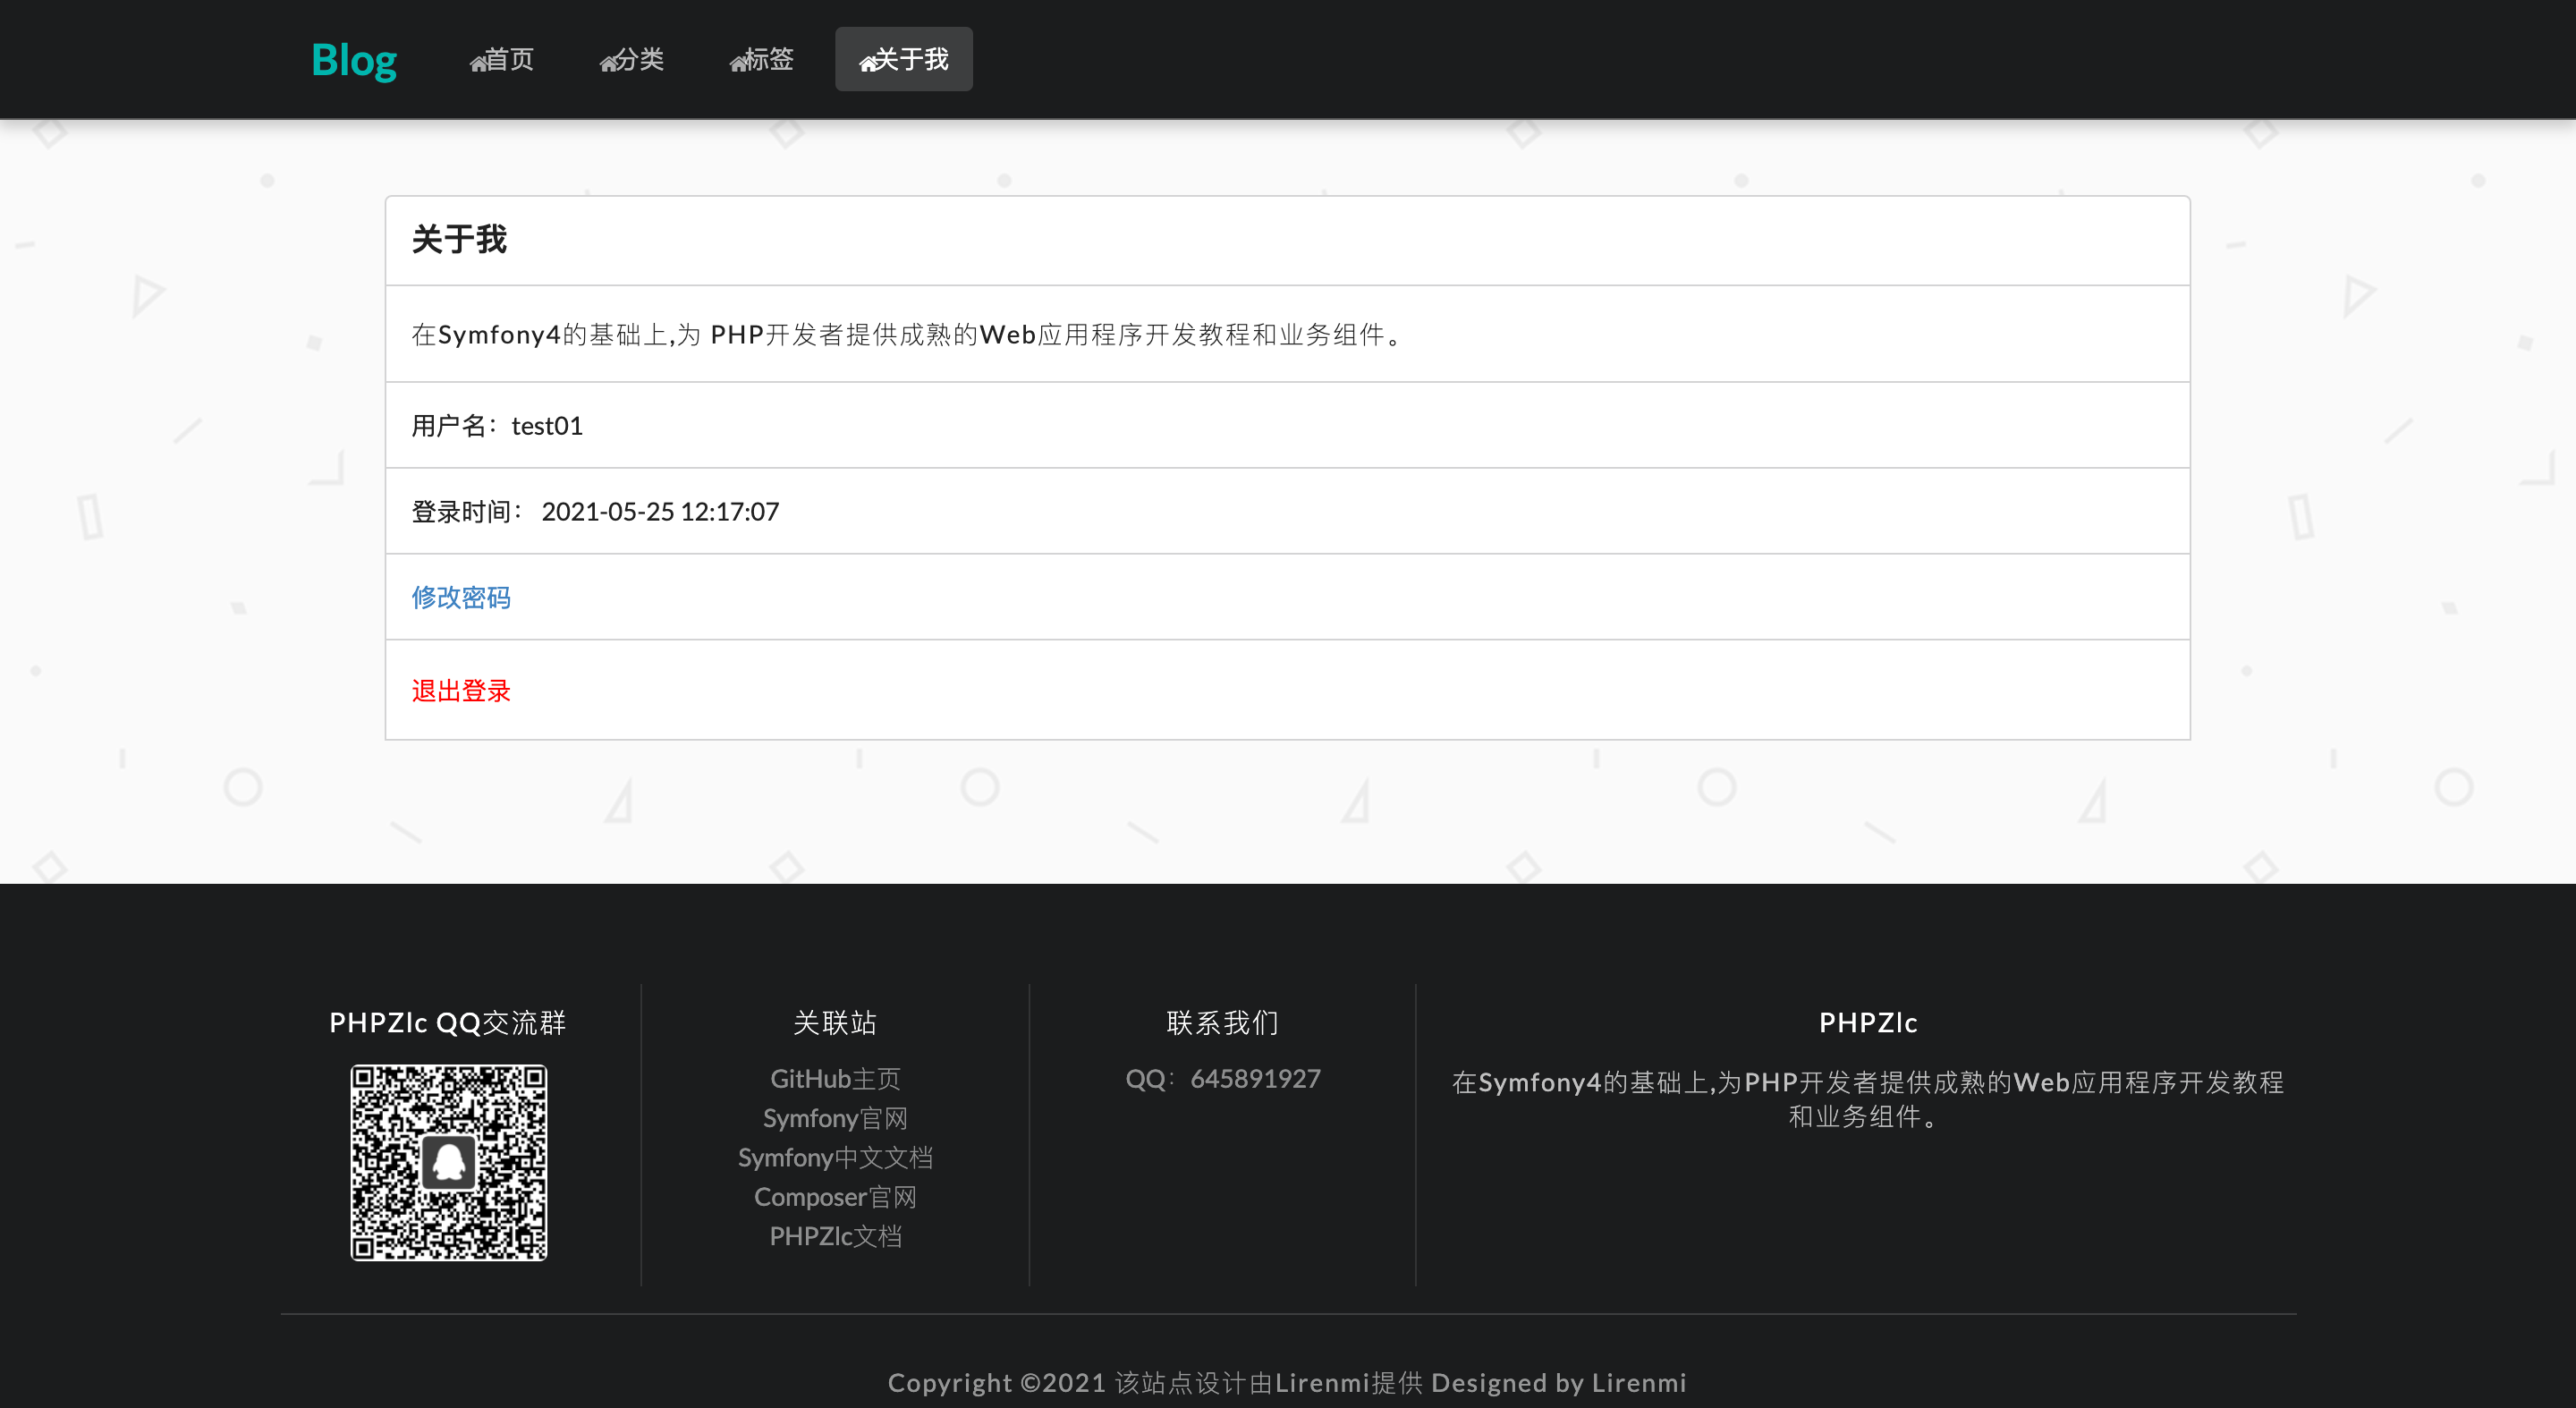 Blog
首页
分类
标签
关于我
关于我
在Symfony4的基础上,为 PHP开发者提供成熟的Web应用程序开发教程和业务组件。
用户名：test01
登录时间： 2021-05-25 12:17:07
修改密码
退出登录
PHPZlc QQ交流群
关联站
GitHub主页
Symfony官网
Symfony中文文档
Composer官网
PHPZlc文档
联系我们
QQ：645891927
PHPZlc
在Symfony4的基础上,为PHP开发者提供成熟的Web应用程序开发教程
和业务组件。
Copyright ©2021 该站点设计由Lirenmi提供 Designed by Lirenmi